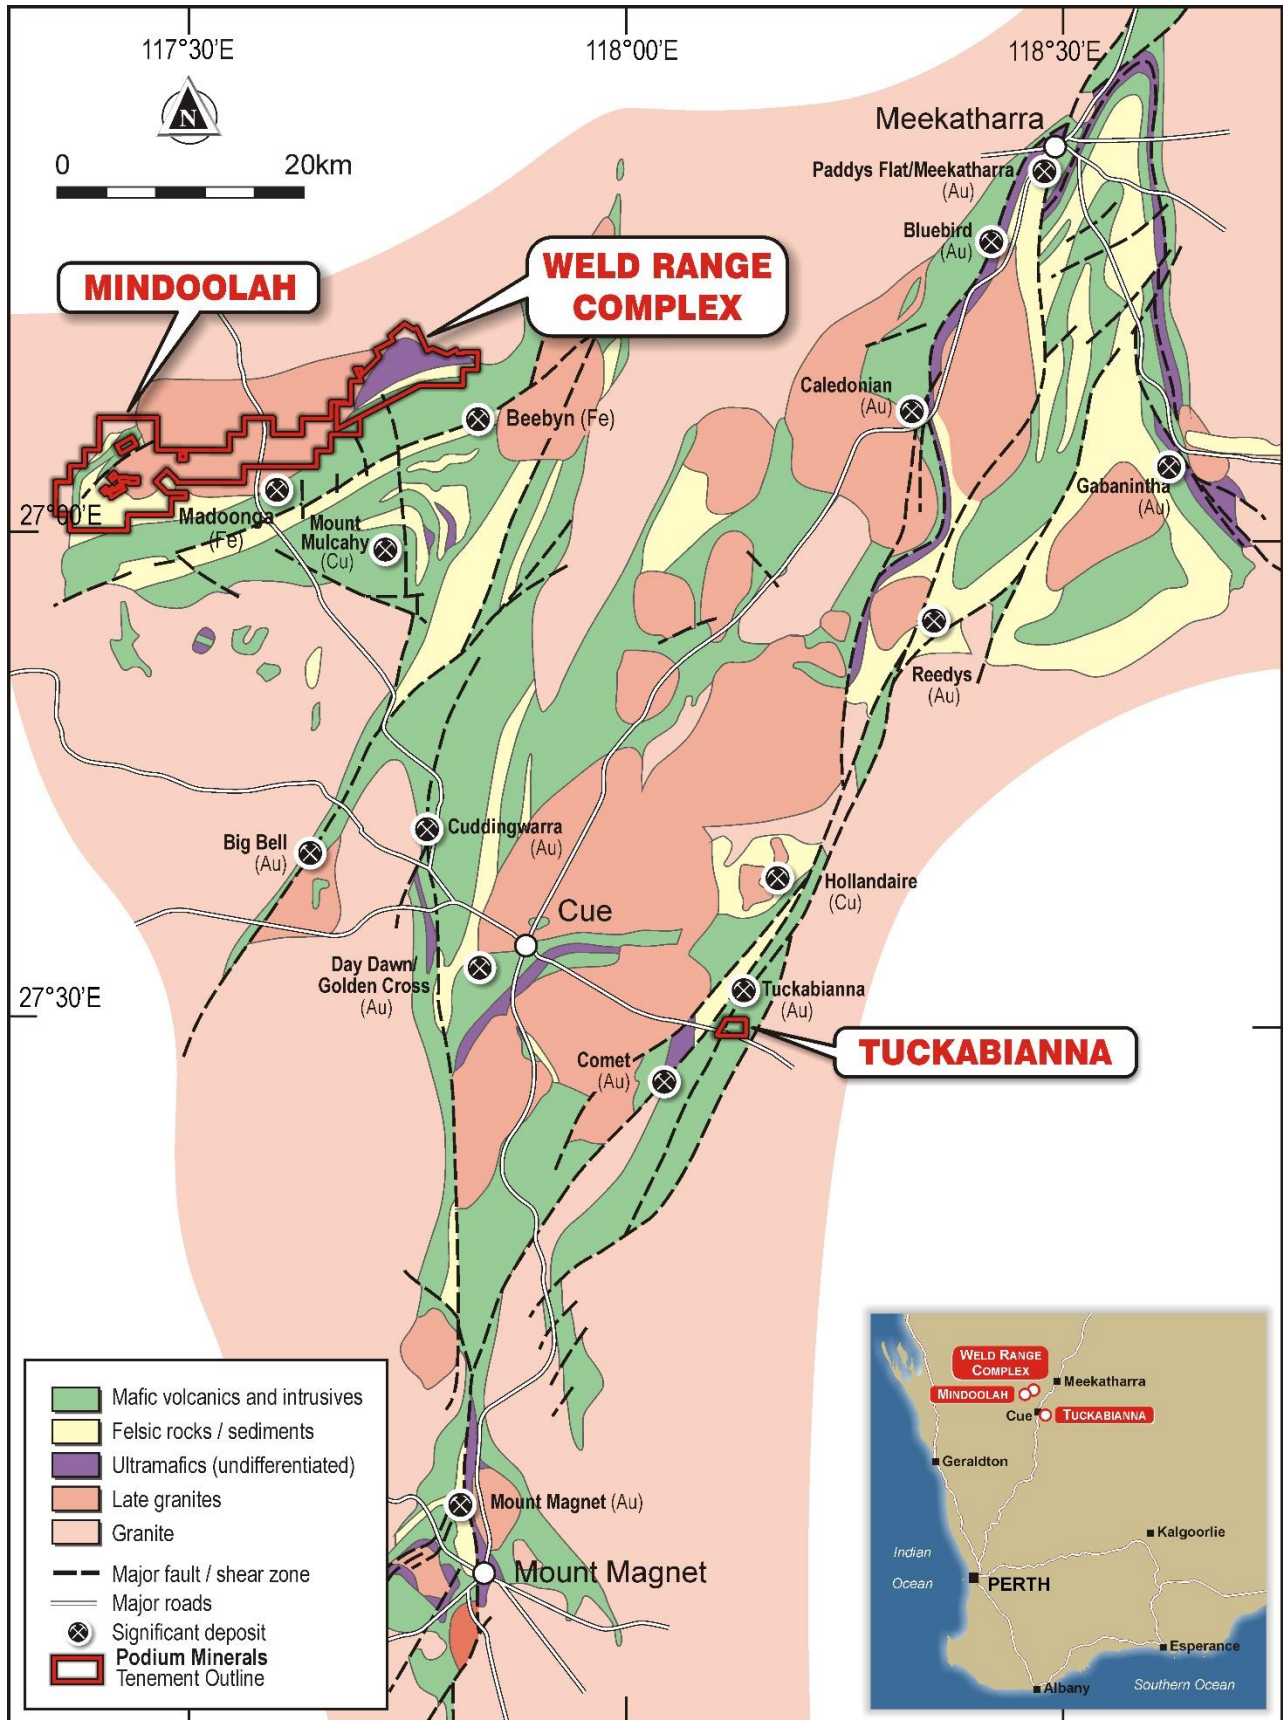 117°30'E
118°00'E
118°30'E
N
0
20km
Meekatharra
Paddys Flat/Meekatharra
(Au)
Bluebird
(Au)
MINDOOLAH
WELD RANGE
COMPLEX
Caledonian
(Au)
Beebyn (Fe)
Gabanintha
(Au)
27°00'E
Madoonga
(Fe)
Mount
Mulcahy
(Cu)
Reedys
(Au)
Big Bell
(Au)
Cuddingwarra
(Au)
Hollandaire
(Cu)
Cue
Day Dawn/
Golden Cross
(Au)
27°30'E
Tuckabianna
(Au)
TUCKABIANNA
Comet
(Au)
Mount Magnet (Au)
Mount Magnet
Mafic volcanics and intrusives
Felsic rocks / sediments
Ultramafics (undifferentiated)
Late granites
Granite
Major fault / shear zone
Major roads
Significant deposit
Podium Minerals
Tenement Outline
WELD RANGE
COMPLEX
Meekatharra
MINDOOLAH
Cue
TUCKABIANNA
Geraldton
Kalgoorlie
Indian
Ocean
PERTH
Esperance
Albany
Southern Ocean